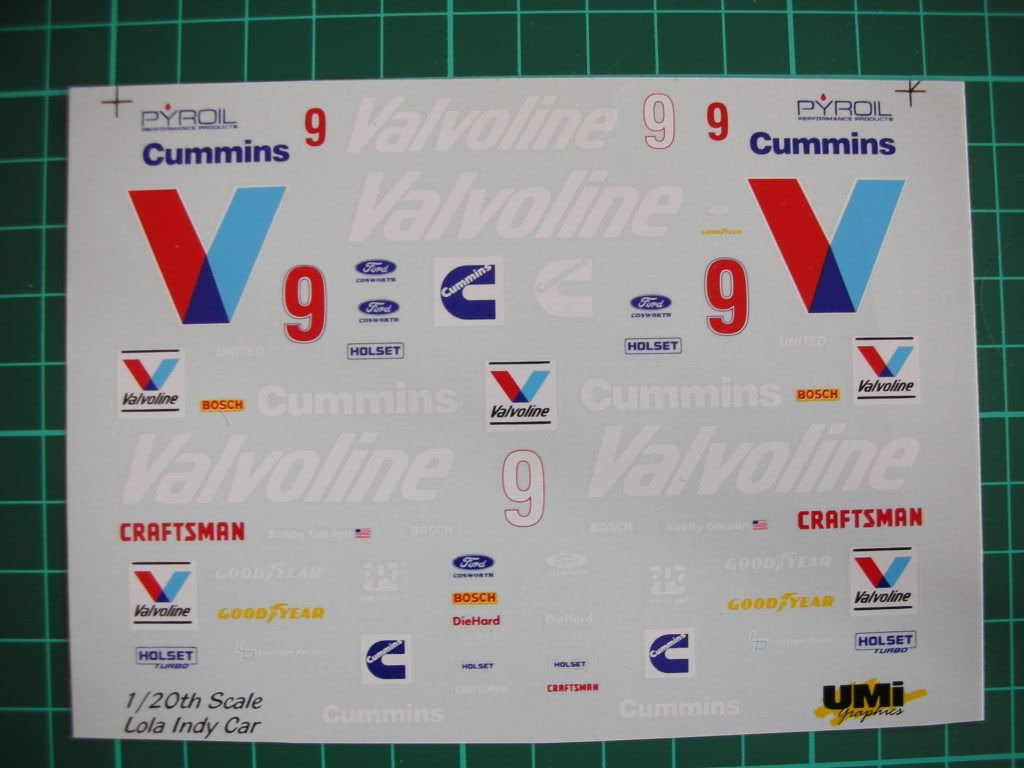 PYROIL
PERFORMANCE PRODUCTS
9
Valvoline
9
9
PYROIL
PERFORMANCE PRODUCTS
Cummins
Cummins
Valvoline
GOODYEAR
V
V
9
Ford
COSWORTH
Cummins
Cummins
9
Ford
COSWORTH
Ford
COSWORTH
UNITED
HOLSET
HOLSET
UNITED
Valvoline
BOSCH
Cummins
Valvoline
Cummins
BOSCH
Valvoline
Valvoline
9
Valvoline
CRAFTSMAN
Robby Gordon
BOSCH
BOSCH
Robby Gordon
CRAFTSMAN
Valvoline
GOODYEAR
PPG
Ford
COSWORTH
Ford
COSWORTH
PPG
GOODYEAR
Valvoline
GOODYEAR
BOSCH
GOODYEAR
DieHard
DieHard
HOLSET
TURBO
Cummins
HOLSET
HOLSET
Cummins
HOLSET
TURBO
CRAFTSMAN
CRAFTSMAN
1/20th Scale
Lola Indy Car
Cummins
Cummins
UMi
Graphics